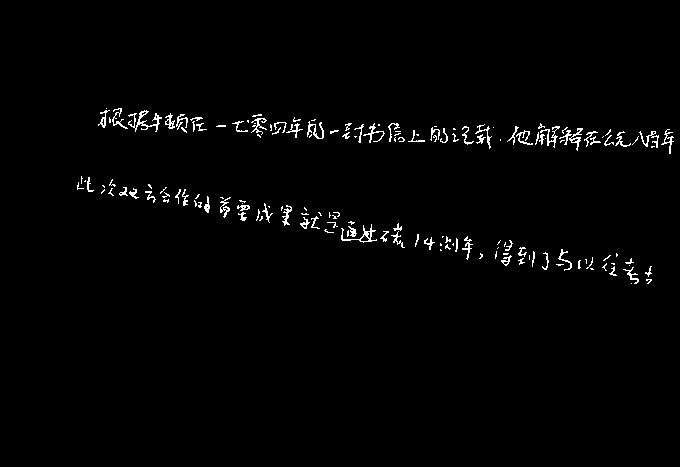 根据牛顿在一七零四年的一封书信上的记载，他解释在公元八百年
此次双方合作的首要成果就是通过碳14测年，得到了与以往考古